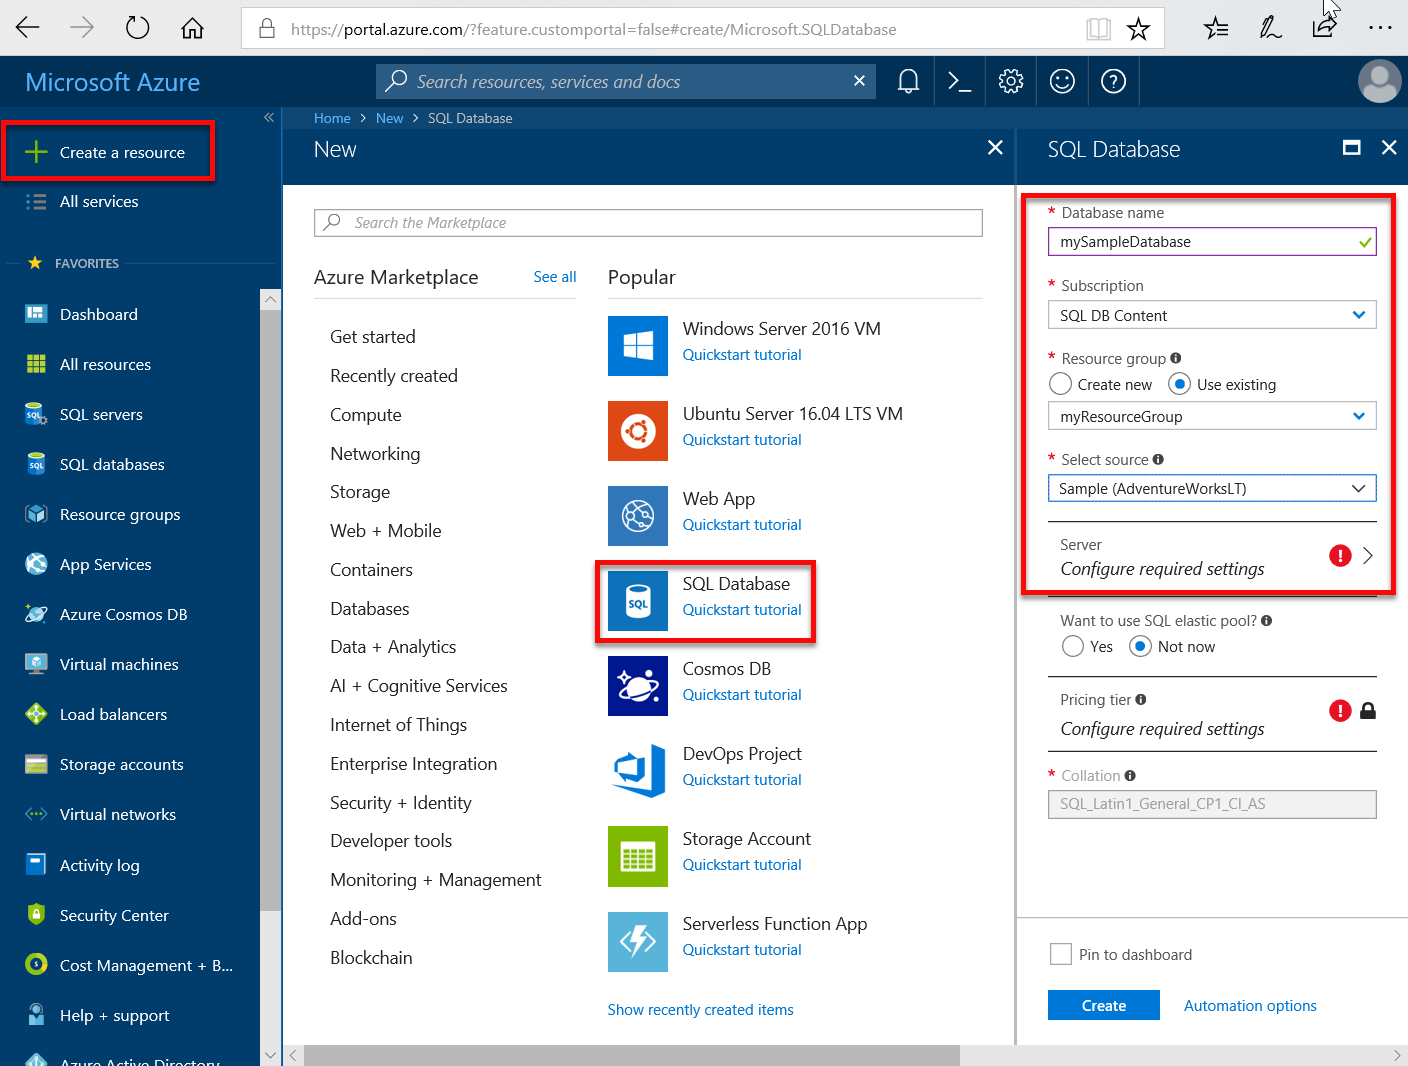 https://portal.azure.com/?feature.customportal=false#create/Microsoft.SQLDatabase
Microsoft Azure
Search resources, services and docs
Create a resource
All services
FAVORITES
Dashboard
All resources
SQL servers
SQL databases
Resource groups
App Services
Azure Cosmos DB
Virtual machines
Load balancers
Storage accounts
Virtual networks
Activity log
Security Center
Cost Management + B...
Help + support
Azure Active Directory
Home > New > SQL Database
New
Search the Marketplace
Azure Marketplace
See all
Get started
Recently created
Compute
Networking
Storage
Web + Mobile
Containers
Databases
Data + Analytics
AI + Cognitive Services
Internet of Things
Enterprise Integration
Security + Identity
Developer tools
Monitoring + Management
Add-ons
Blockchain
Popular
Windows Server 2016 VM
Quickstart tutorial
Ubuntu Server 16.04 LTS VM
Quickstart tutorial
Web App
Quickstart tutorial
SQL
SQL Database
Quickstart tutorial
Cosmos DB
Quickstart tutorial
DevOps Project
Quickstart tutorial
Storage Account
Quickstart tutorial
Serverless Function App
Quickstart tutorial
Show recently created items
SQL Database
* Database name
mySampleDatabase
* Subscription
SQL DB Content
* Resource group
Create new Use existing
myResourceGroup
* Select source
Sample (AdventureWorksLT)
Server
Configure required settings
Want to use SQL elastic pool?
Yes Not now
Pricing tier
Configure required settings
* Collation
SQL_Latin1_General_CP1_CI_AS
Pin to dashboard
Create
Automation options